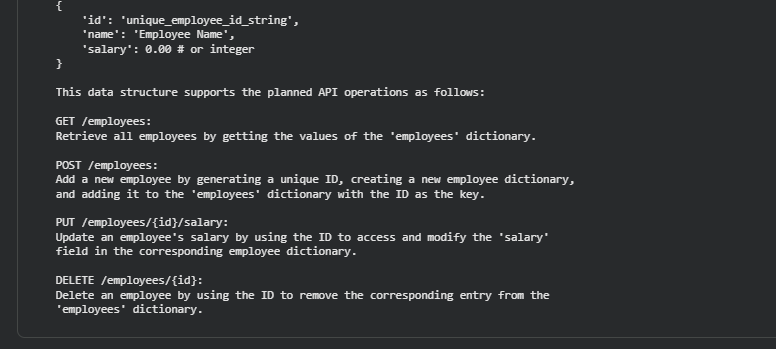 {
    'id': 'unique_employee_id_string',
    'name': 'Employee Name',
    'salary': 0.00 # or integer
}
This data structure supports the planned API operations as follows:
GET /employees:
Retrieve all employees by getting the values of the 'employees' dictionary.
POST /employees:
Add a new employee by generating a unique ID, creating a new employee dictionary,
and adding it to the 'employees' dictionary with the ID as the key.
PUT /employees/{id}/salary:
Update an employee's salary by using the ID to access and modify the 'salary'
field in the corresponding employee dictionary.
DELETE /employees/{id}:
Delete an employee by using the ID to remove the corresponding entry from the
'employees' dictionary.